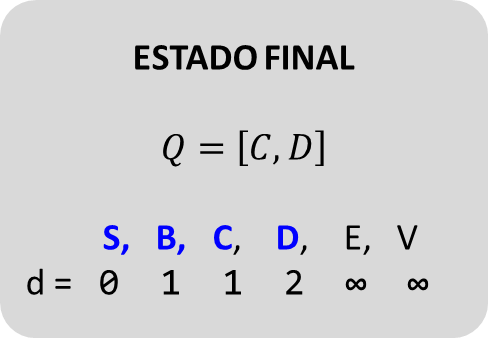 ESTADO FINAL
Q = [C, D]
S, B, C, D, E, V
d = 0 1 1 2 ∞ ∞